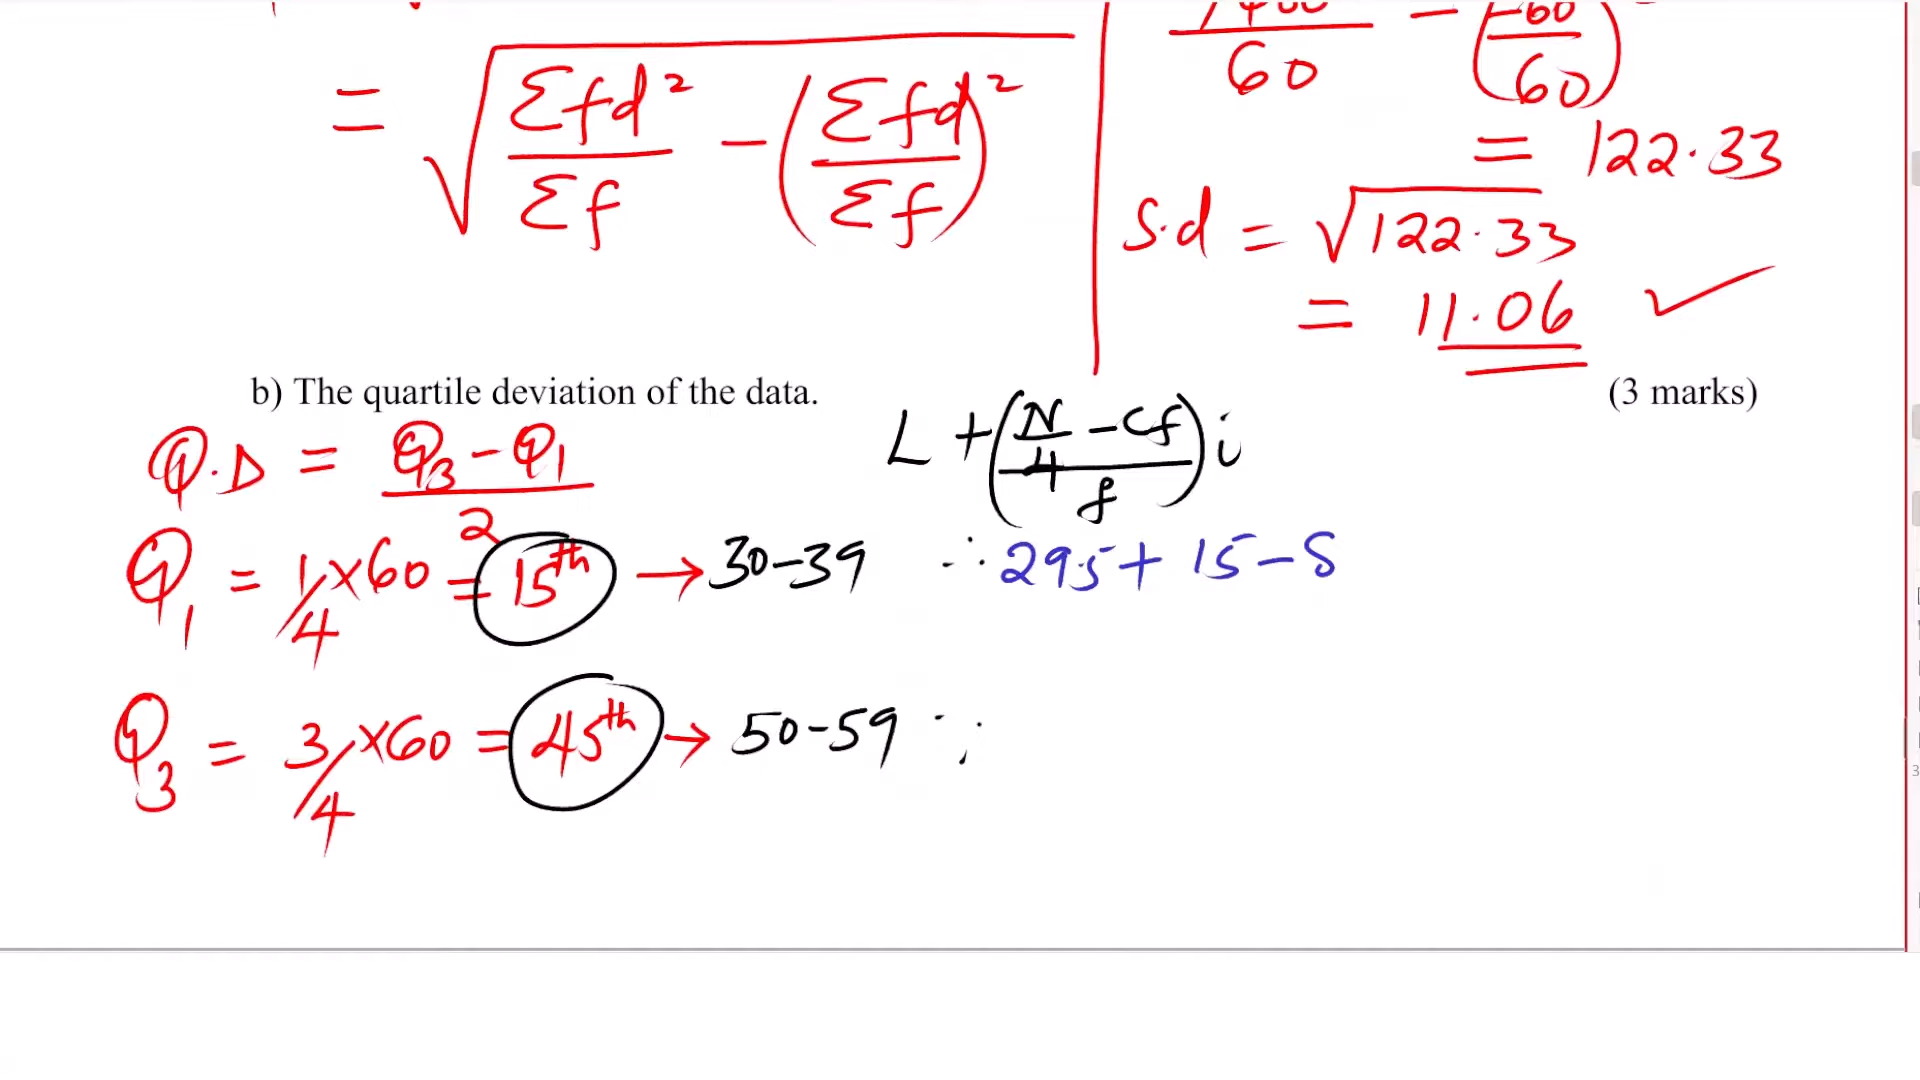 = √ Σfd² / Σf − (Σfd / Σf)²
60 − ( -60 / 60 )
= 122.33
S.d = √122.33
= 11.06 ✓
b) The quartile deviation of the data. (3 marks)
Q.D = Q₃ − Q₁ / 2
L + ( N/4 − Cf / f ) i
Q₁ = 1/4 × 60 = 15th → 30-39 ∴ 29.5 + 15 − 8
Q₃ = 3/4 × 60 = 45th → 50-59 ∴